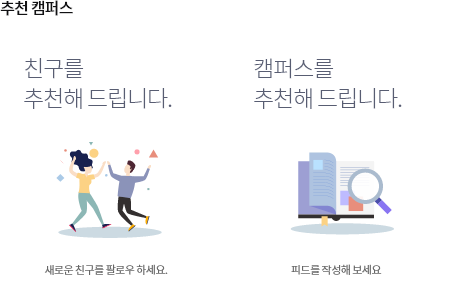 추천 캠퍼스
친구를
추천해 드립니다.
캠퍼스를
추천해 드립니다.
새로운 친구를 팔로우 하세요.
피드를 작성해 보세요